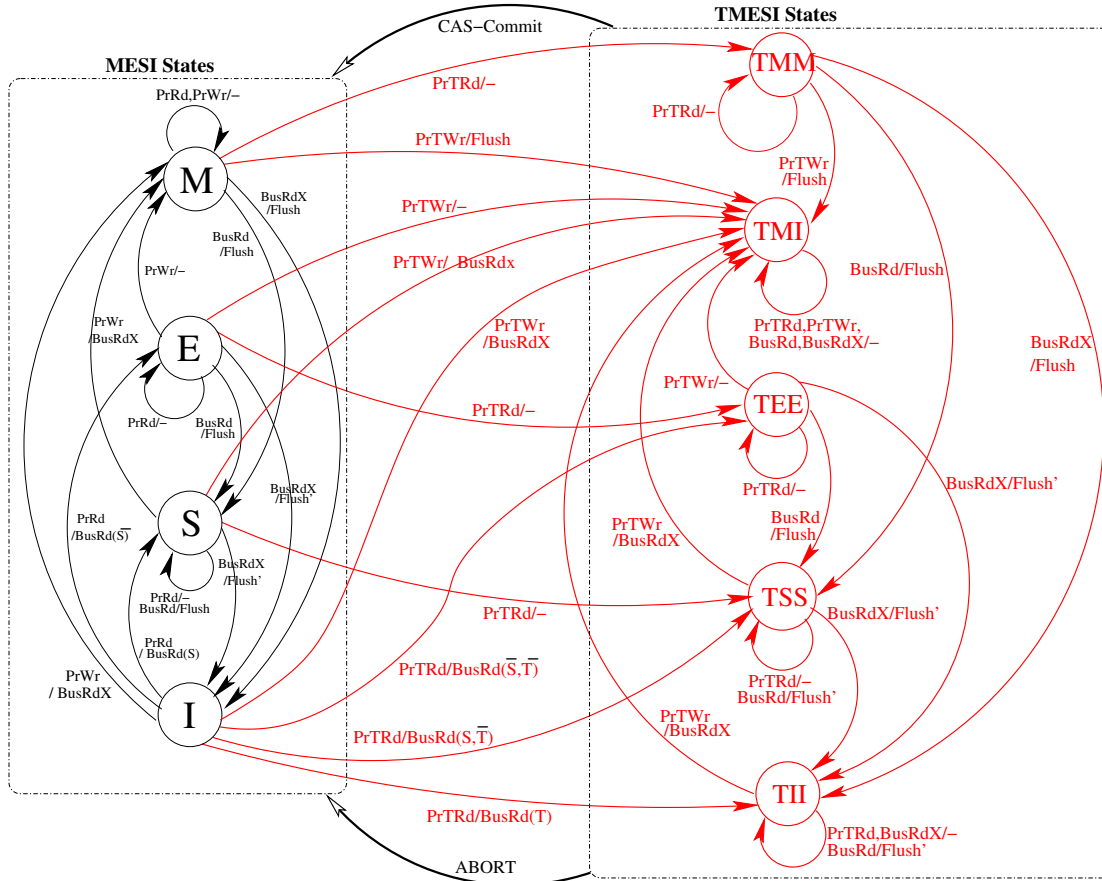 CAS–Commit
TMESI States
MESI States
TMM
PrRd,PrWr/–
PrTRd/–
PrTRd/–
PrTWr/Flush
PrTWr
/Flush
M
BusRdX
/Flush
PrTWr/–
TMI
BusRd
/Flush
PrTWr/ BusRdx
BusRd/Flush
PrWr/–
PrWr
/BusRdX
PrTWr
/BusRdX
PrTRd,PrTWr,
BusRd,BusRdX/–
BusRdX
/Flush
E
PrTWr/–
PrTRd/–
TEE
PrRd/–
BusRd
/Flush
BusRdX
/Flush'
PrTRd/–
BusRdX/Flush'
PrRd
/BusRd(S̅)
S
PrTWr
/BusRdX
BusRd
/Flush
BusRdX
/Flush'
PrRd/–
BusRd/Flush
PrTRd/–
TSS
BusRdX/Flush'
PrRd
/ BusRd(S)
PrTRd/BusRd(S̅,T̅)
PrTRd/–
BusRd/Flush'
PrWr
/ BusRdX
I
PrTRd/BusRd(S,T̅)
PrTWr
/BusRdX
TII
PrTRd/BusRd(T)
PrTRd,BusRdX/–
BusRd/Flush'
ABORT